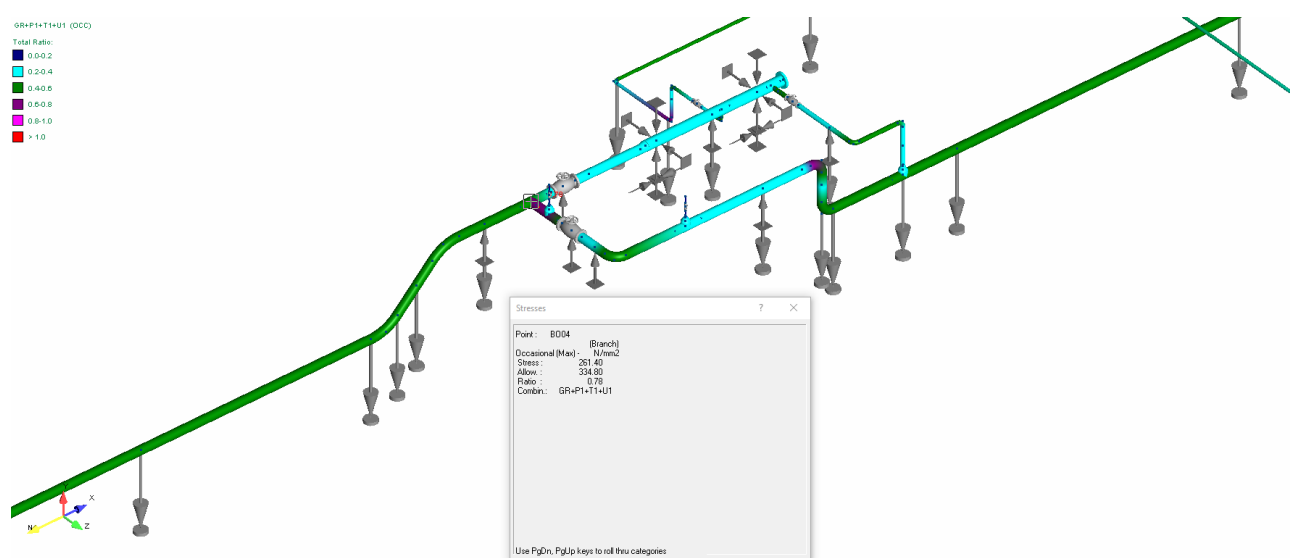 GR+P1+T1+U1 (OCC)
Total Ratio:
0.0-0.2
0.2-0.4
0.4-0.6
0.6-0.8
0.8-1.0
> 1.0
Stresses ? ×
Point : BO04
(Branch)
Occasional (Max) - N/mm2
Stress : 261.40
Allow. : 334.80
Ratio : 0.78
Combin.: GR+P1+T1+U1
X
N
Z
Use PgDn, PgUp keys to roll thru categories